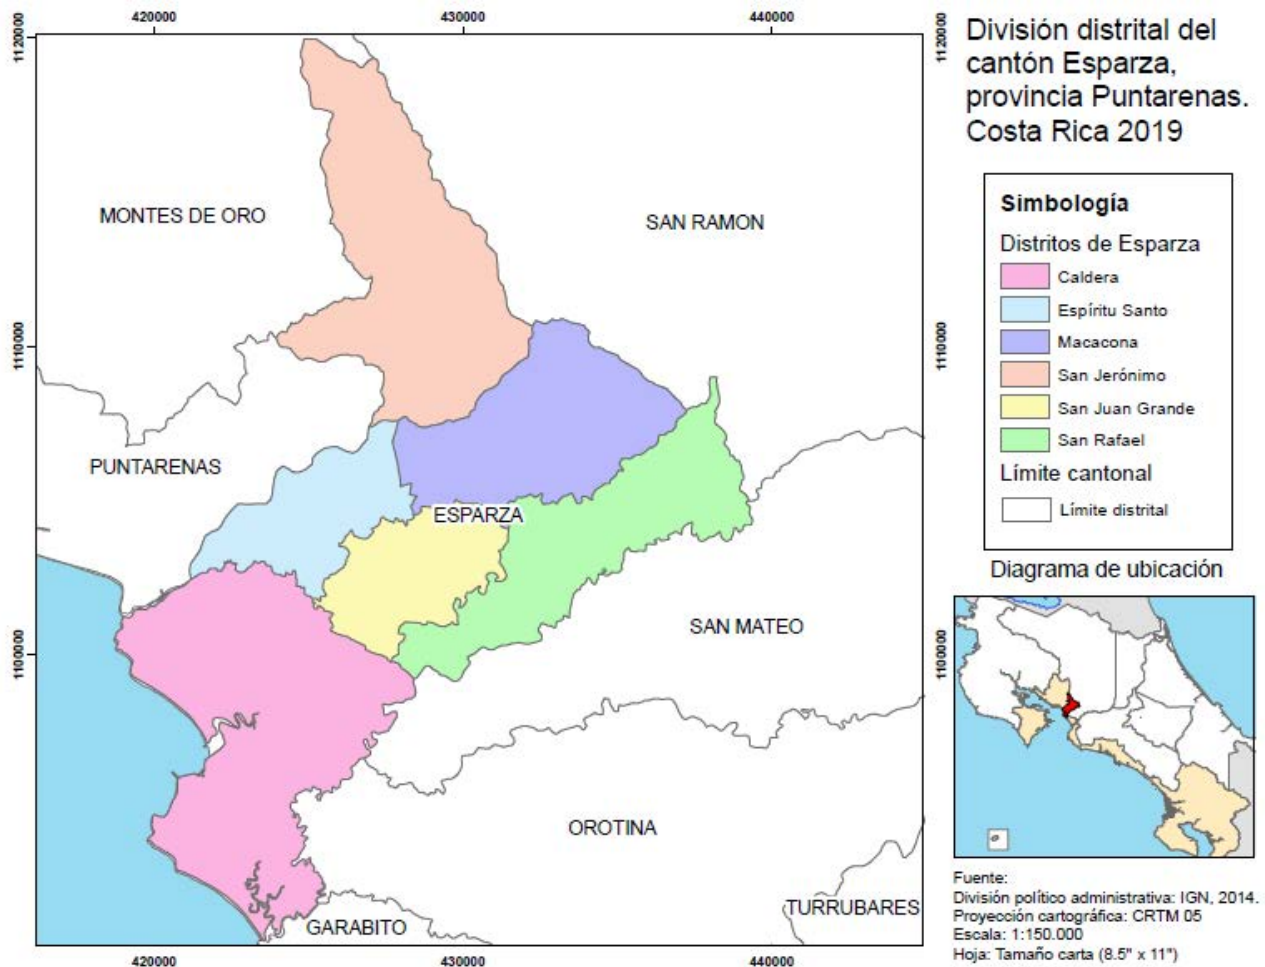 420000
430000
440000
1120000
1120000
División distrital del
cantón Esparza,
provincia Puntarenas.
Costa Rica 2019
Simbología
Distritos de Esparza
Caldera
Espíritu Santo
Macacona
San Jerónimo
San Juan Grande
San Rafael
Límite cantonal
Límite distrital
MONTES DE ORO
SAN RAMON
1110000
1110000
PUNTARENAS
ESPARZA
SAN MATEO
1100000
1100000
OROTINA
TURRUBARES
GARABITO
420000
430000
440000
Diagrama de ubicación
Fuente:
División político administrativa: IGN, 2014.
Proyección cartográfica: CRTM 05
Escala: 1:150.000
Hoja: Tamaño carta (8.5" x 11")